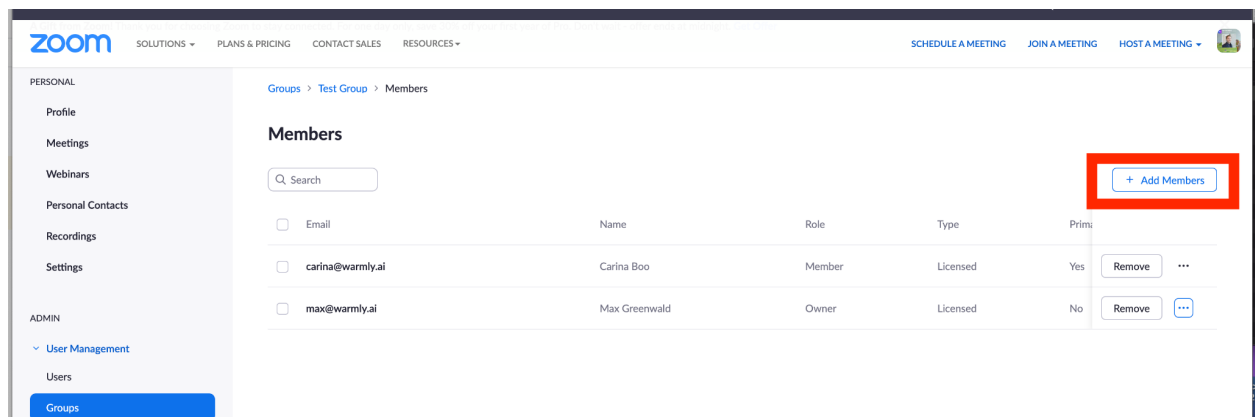 zoom SOLUTIONS PLANS & PRICING CONTACT SALES RESOURCES SCHEDULE A MEETING JOIN A MEETING HOST A MEETING
PERSONAL
Profile
Meetings
Webinars
Personal Contacts
Recordings
Settings
ADMIN
User Management
Users
Groups
Groups > Test Group > Members
Members
Search
+ Add Members
Email Name Role Type Prima
carina@warmly.ai Carina Boo Member Licensed Yes Remove ...
max@warmly.ai Max Greenwald Owner Licensed No Remove ...